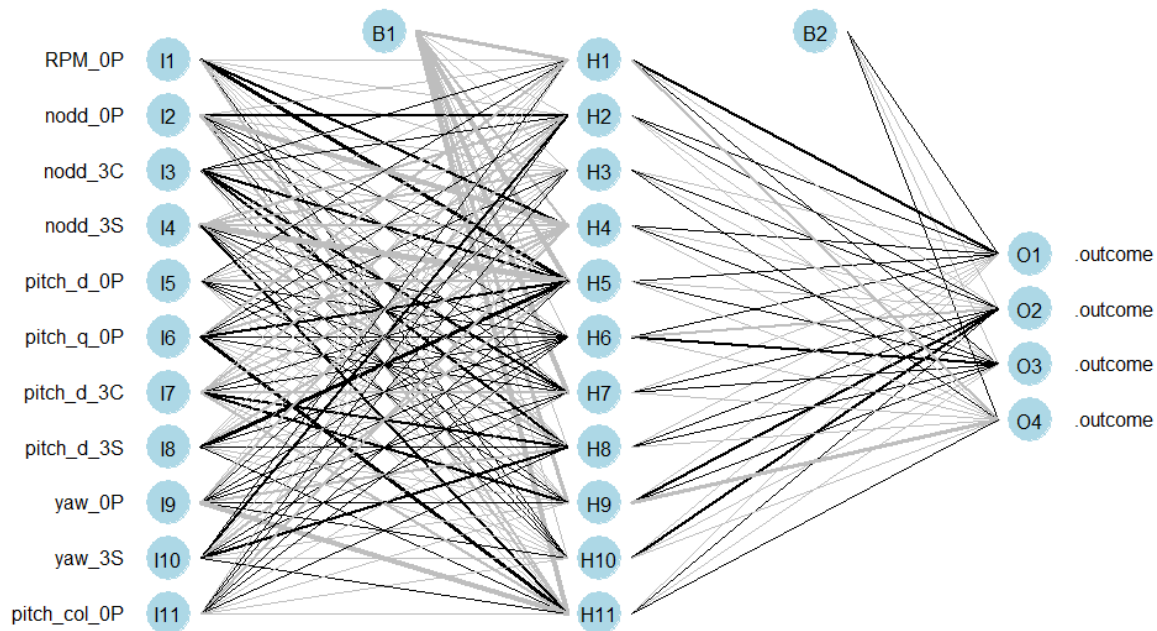 B1 B2
RPM_0P I1 H1
nodd_0P I2 H2
nodd_3C I3 H3
nodd_3S I4 H4
O1 .outcome
pitch_d_0P I5 H5
O2 .outcome
pitch_q_0P I6 H6
O3 .outcome
pitch_d_3C I7 H7
O4 .outcome
pitch_d_3S I8 H8
yaw_0P I9 H9
yaw_3S I10 H10
pitch_col_0P I11 H11